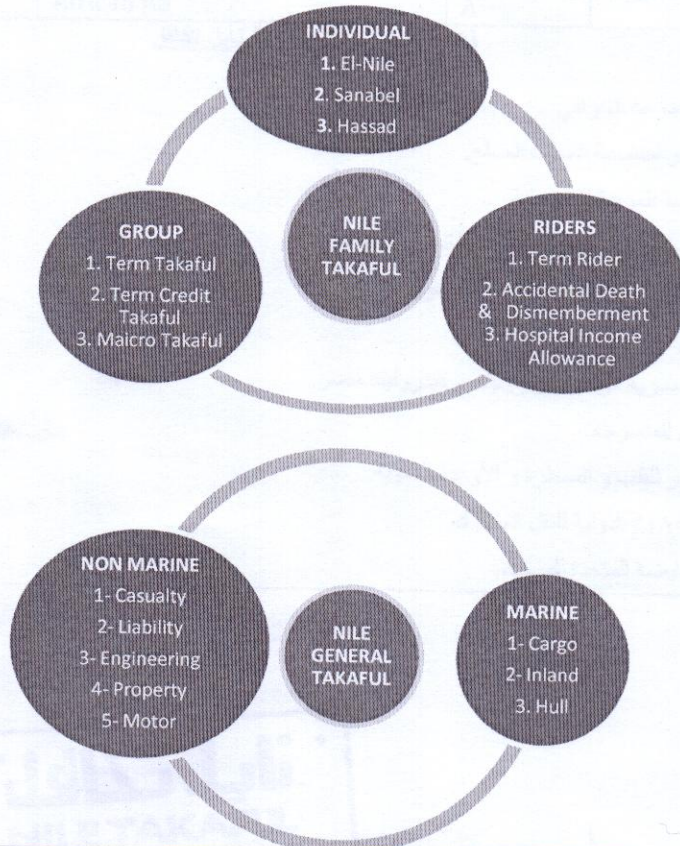 INDIVIDUAL
1. El-Nile
2. Sanabel
3. Hassad
NILE
FAMILY
TAKAFUL
GROUP
1. Term Takaful
2. Term Credit
Takaful
3. Maicro Takaful
RIDERS
1. Term Rider
2. Accidental Death
& Dismemberment
3. Hospital Income
Allowance
NON MARINE
1- Casualty
2- Liability
3- Engineering
4- Property
5- Motor
NILE
GENERAL
TAKAFUL
MARINE
1- Cargo
2- Inland
3. Hull